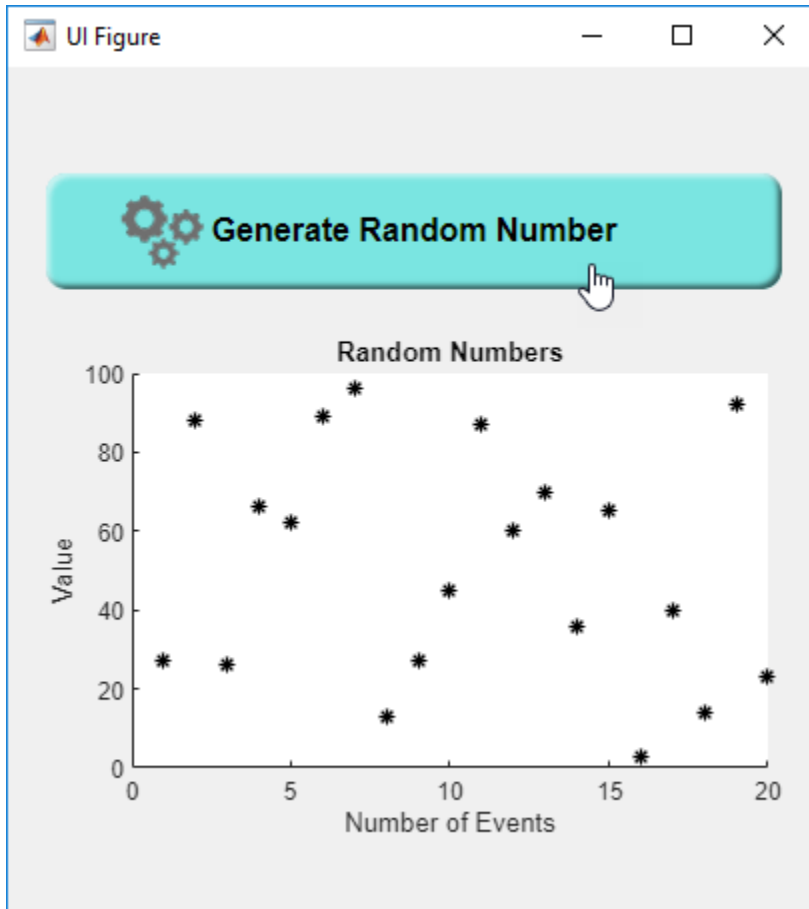 UI Figure
Generate Random Number
Random Numbers
100
80
60
40
20
0
Value
0 5 10 15 20
Number of Events